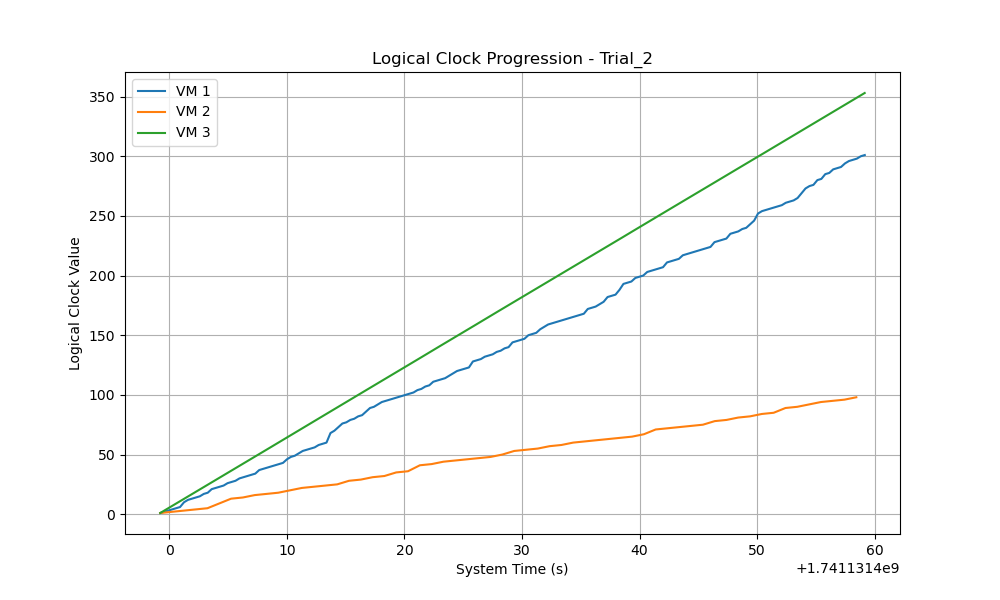 Logical Clock Progression - Trial_2
VM 1
VM 2
VM 3
Logical Clock Value
350
300
250
200
150
100
50
0
0 10 20 30 40 50 60
System Time (s)
+1.7411314e9